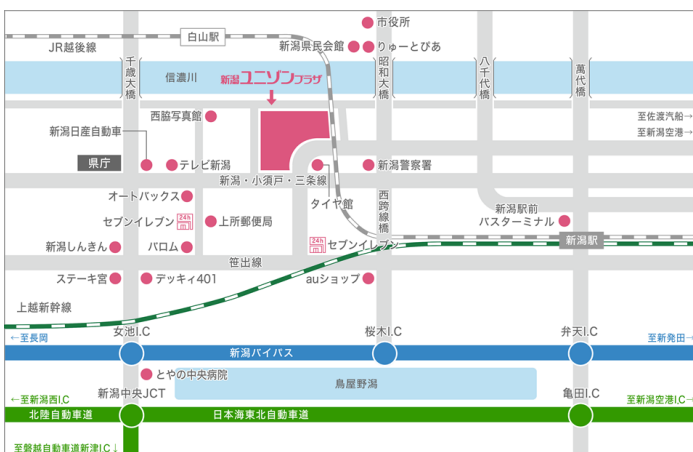 市役所
白山駅
JR越後線
新潟県民会館
りゅーとぴあ
千歳大橋
信濃川
新潟ユニゾンプラザ
昭和大橋
八千代橋
萬代橋
西脇写真館
至佐渡汽船→
新潟日産自動車
至新潟空港→
県庁
テレビ新潟
新潟警察署
新潟・小須戸・三条線
タイヤ館
オートバックス
西跨線橋
新潟駅前
バスターミナル
セブンイレブン
24h
上所郵便局
新潟駅
新潟しんきん
パロム
24h
セブンイレブン
笹出線
ステーキ宮
デッキィ401
auショップ
上越新幹線
女池I.C
桜木I.C
弁天I.C
←至長岡
新潟バイパス
至新発田→
とやの中央病院
鳥屋野潟
新潟中央JCT
亀田I.C
←至新潟西I.C
至新潟空港I.C→
北陸自動車道
日本海東北自動車道
至磐越自動車道新津I.C↓